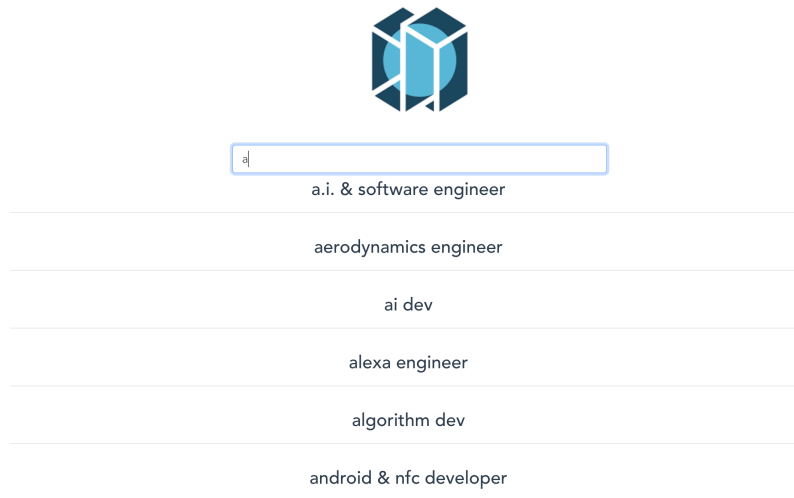 a
a.i. & software engineer
aerodynamics engineer
ai dev
alexa engineer
algorithm dev
android & nfc developer